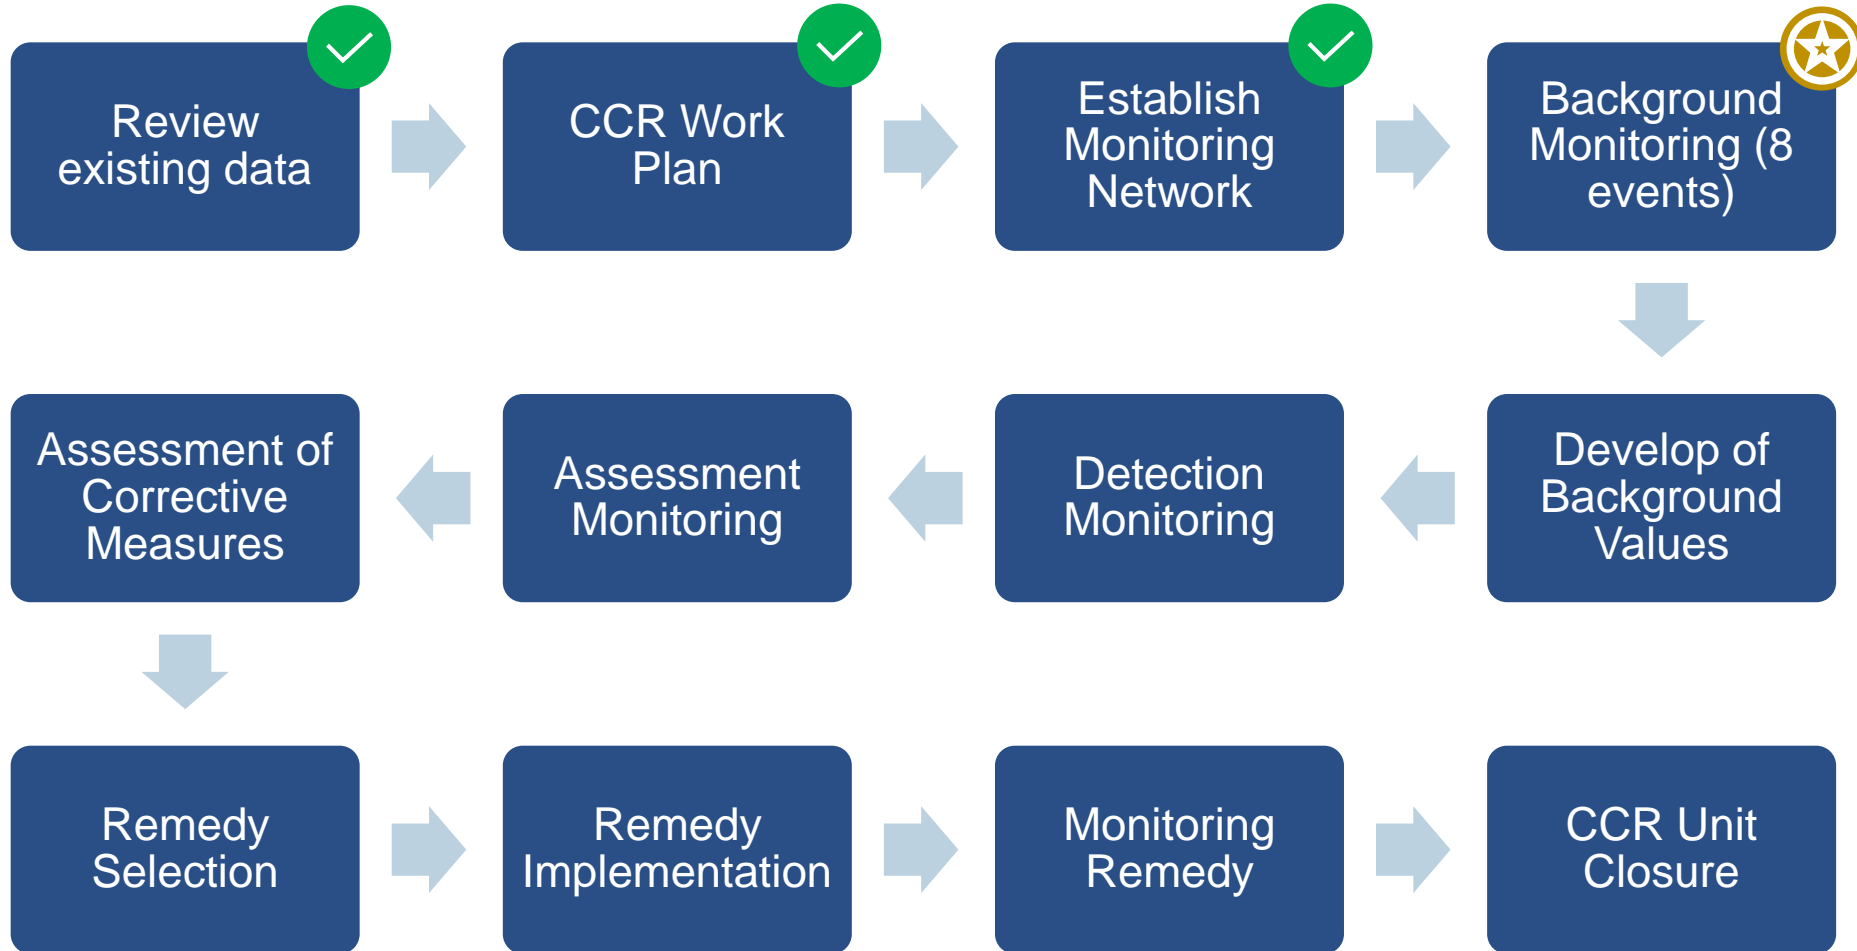 Review
existing data
CCR Work
Plan
Establish
Monitoring
Network
Background
Monitoring (8
events)
Develop of
Background
Values
Detection
Monitoring
Assessment
Monitoring
Assessment of
Corrective
Measures
Remedy
Selection
Remedy
Implementation
Monitoring
Remedy
CCR Unit
Closure